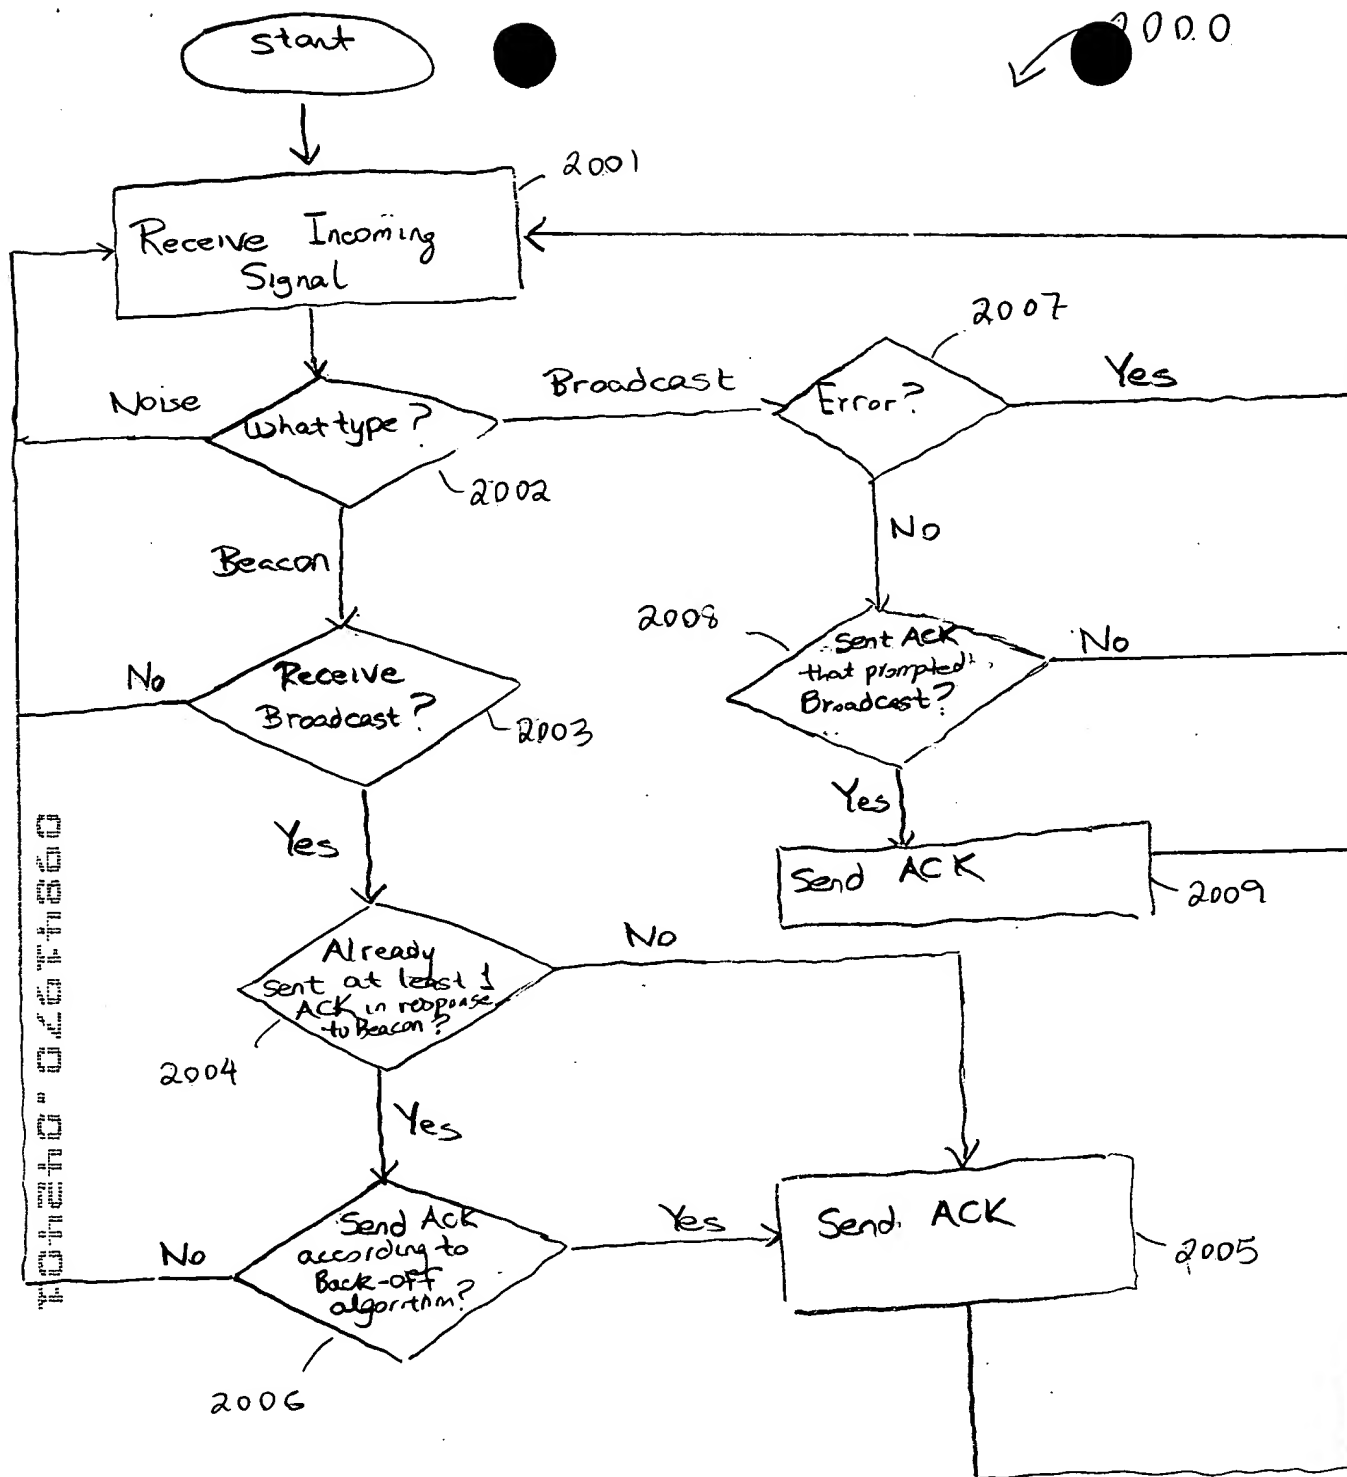 Start
2000
2001
Receive Incoming
Signal
2007
Noise
What type?
Broadcast
Error?
Yes
2002
Beacon
No
2008
Sent ACK
that prompted
Broadcast?
No
No
Receive
Broadcast?
2003
Yes
Yes
Send ACK
2009
Already
sent at least 1
ACK in response
to Beacon?
No
2004
Yes
Send ACK
according to
Back-off
algorithm?
No
Yes
Send ACK
2005
2006